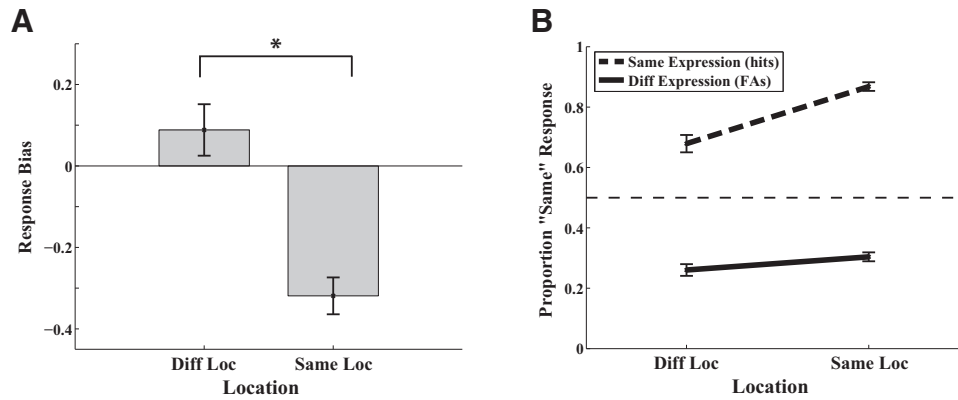 A
*
0.2
0
−0.2
−0.4
Response Bias
Diff Loc
Same Loc
Location
B
1
0.8
0.6
0.4
0.2
0
Proportion "Same" Response
Same Expression (hits)
Diff Expression (FAs)
Diff Loc
Same Loc
Location